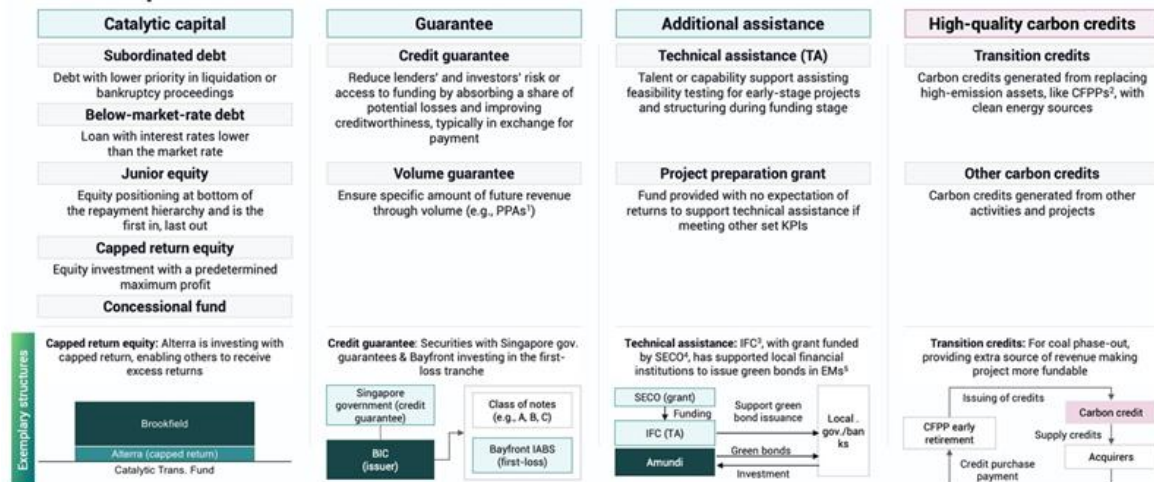 Catalytic capital
Subordinated debt
Debt with lower priority in liquidation or
bankruptcy proceedings
Below-market-rate debt
Loan with interest rates lower
than the market rate
Junior equity
Equity positioning at bottom of
the repayment hierarchy and is the
first in, last out
Capped return equity
Equity investment with a predetermined
maximum profit
Concessional fund
Guarantee
Credit guarantee
Reduce lenders' and investors' risk or
access to funding by absorbing a share of
potential losses and improving
creditworthiness, typically in exchange for
payment
Volume guarantee
Ensure specific amount of future revenue
through volume (e.g., PPAs¹)
Additional assistance
Technical assistance (TA)
Talent or capability support assisting
feasibility testing for early-stage projects
and structuring during funding stage
Project preparation grant
Fund provided with no expectation of
returns to support technical assistance if
meeting other set KPIs
High-quality carbon credits
Transition credits
Carbon credits generated from replacing
high-emission assets, like CFPPs², with
clean energy sources
Other carbon credits
Carbon credits generated from other
activities and projects
Exemplary structures
Capped return equity: Alterra is investing with
capped return, enabling others to receive
excess returns
Brookfield
Alterra (capped return)
Catalytic Trans. Fund
Credit guarantee: Securities with Singapore gov.
guarantees & Bayfront investing in the first-
loss tranche
Singapore
government (credit
guarantee)
BIC
(issuer)
Class of notes
(e.g., A, B, C)
Bayfront IABS
(first-loss)
Technical assistance: IFC³, with grant funded
by SECO⁴, has supported local financial
institutions to issue green bonds in EMs⁵
SECO (grant)
Funding
IFC (TA)
Amundi
Support green
bond issuance
Green bonds
Investment
Local .
gov./ban
ks
Transition credits: For coal phase-out,
providing extra source of revenue making
project more fundable
Issuing of credits
Carbon credit
CFPP early
retirement
Supply credits
Acquirers
Credit purchase
payment